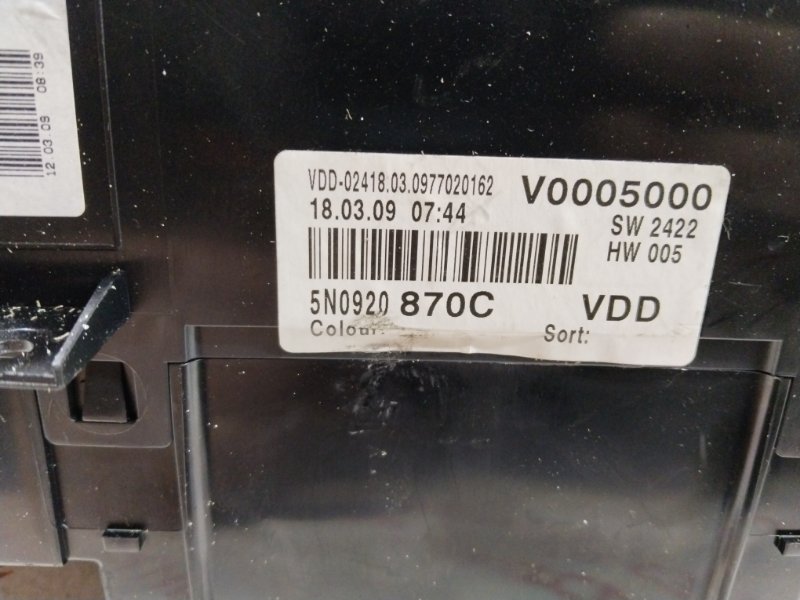 12 03 09 08:39
VDD-02418.03.0977020162 V0005000
18.03.09 07:44 SW 2422
HW 005
5N0920 870C VDD
Colour: Sort: